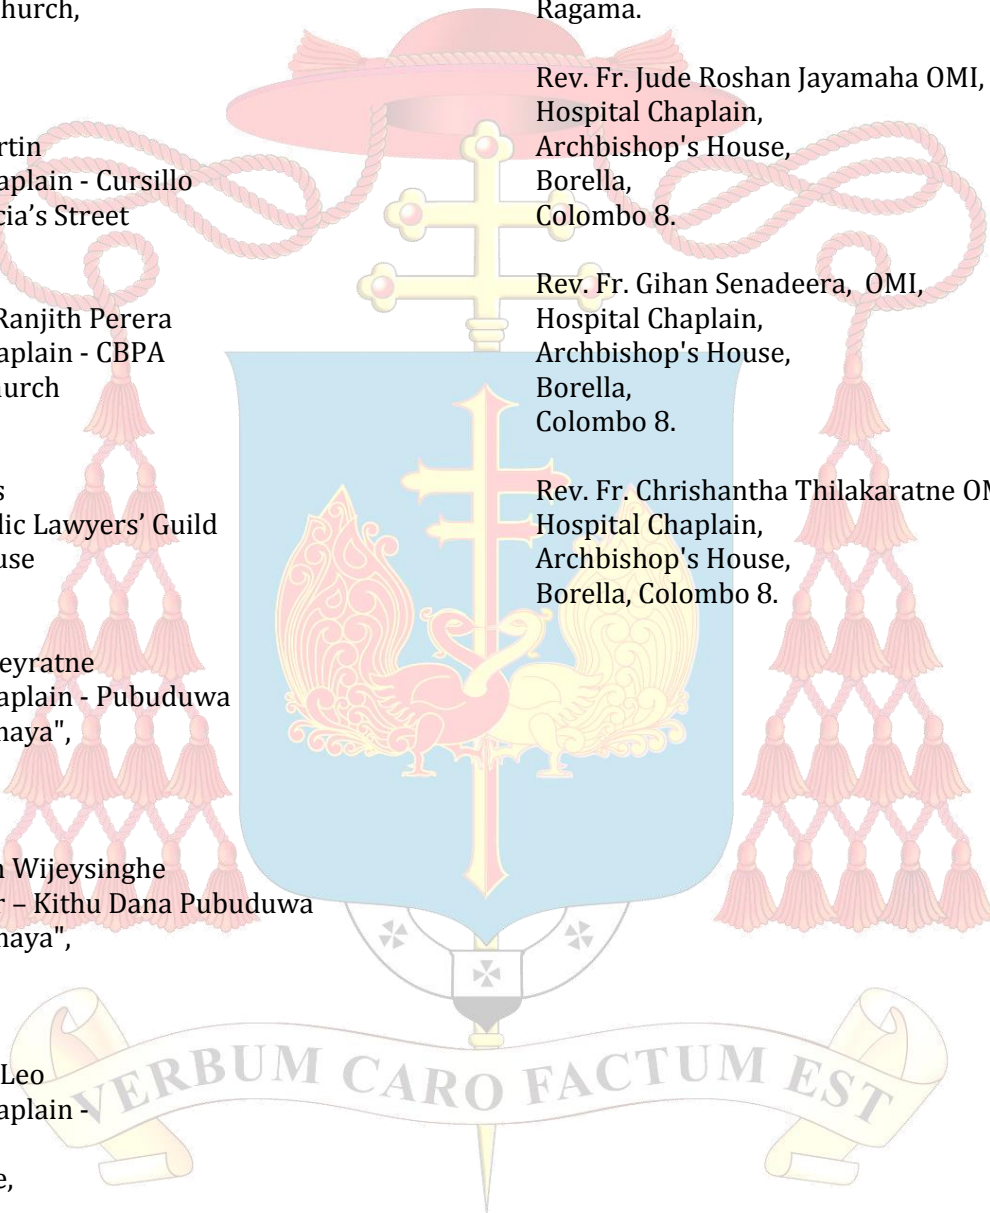 hurch,
rtin
aplain - Cursillo
cia's Street
Ranjith Perera
aplain - CBPA
hurch
s
lic Lawyers' Guild
use
eyratne
aplain - Pubuduwa
naya",
n Wijeysinghe
r – Kithu Dana Pubuduwa
naya",
Leo
aplain -
e,
Ragama.
Rev. Fr. Jude Roshan Jayamaha OMI,
Hospital Chaplain,
Archbishop's House,
Borella,
Colombo 8.
Rev. Fr. Gihan Senadeera,  OMI,
Hospital Chaplain,
Archbishop's House,
Borella,
Colombo 8.
Rev. Fr. Chrishantha Thilakaratne OM
Hospital Chaplain,
Archbishop's House,
Borella, Colombo 8.
VERBUM CARO FACTUM EST